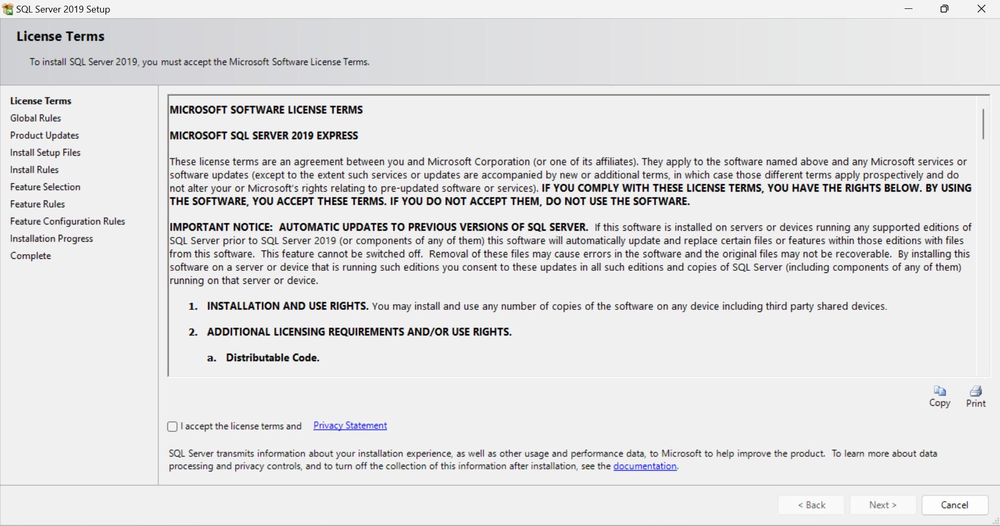 SQL Server 2019 Setup
License Terms
To install SQL Server 2019, you must accept the Microsoft Software License Terms.
License Terms
Global Rules
Product Updates
Install Setup Files
Install Rules
Feature Selection
Feature Rules
Feature Configuration Rules
Installation Progress
Complete
MICROSOFT SOFTWARE LICENSE TERMS
MICROSOFT SQL SERVER 2019 EXPRESS
These license terms are an agreement between you and Microsoft Corporation (or one of its affiliates). They apply to the software named above and any Microsoft services or
software updates (except to the extent such services or updates are accompanied by new or additional terms, in which case those different terms apply prospectively and do
not alter your or Microsoft's rights relating to pre-updated software or services). IF YOU COMPLY WITH THESE LICENSE TERMS, YOU HAVE THE RIGHTS BELOW. BY USING
THE SOFTWARE, YOU ACCEPT THESE TERMS. IF YOU DO NOT ACCEPT THEM, DO NOT USE THE SOFTWARE.
IMPORTANT NOTICE:  AUTOMATIC UPDATES TO PREVIOUS VERSIONS OF SQL SERVER.  If this software is installed on servers or devices running any supported editions of
SQL Server prior to SQL Server 2019 (or components of any of them) this software will automatically update and replace certain files or features within those editions with files
from this software.  This feature cannot be switched off.  Removal of these files may cause errors in the software and the original files may not be recoverable.  By installing this
software on a server or device that is running such editions you consent to these updates in all such editions and copies of SQL Server (including components of any of them)
running on that server or device.
1. INSTALLATION AND USE RIGHTS. You may install and use any number of copies of the software on any device including third party shared devices.
2. ADDITIONAL LICENSING REQUIREMENTS AND/OR USE RIGHTS.
a. Distributable Code.
Copy
Print
I accept the license terms and Privacy Statement
SQL Server transmits information about your installation experience, as well as other usage and performance data, to Microsoft to help improve the product.  To learn more about data
processing and privacy controls, and to turn off the collection of this information after installation, see the documentation.
< Back
Next >
Cancel